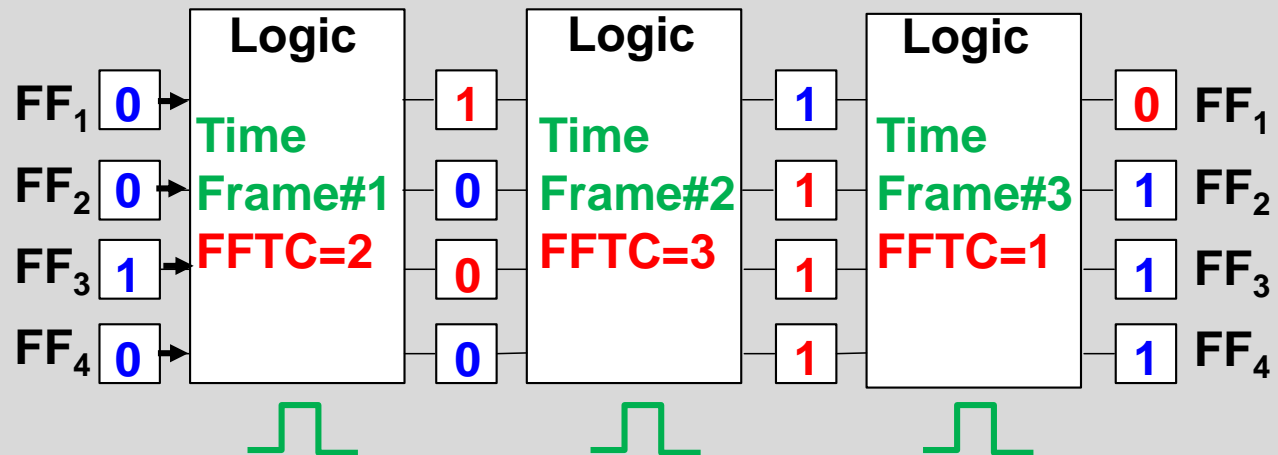 Logic Logic Logic
FF₁ 0 1 1 0 FF₁
Time Time Time
FF₂ 0 Frame#1 0 Frame#2 1 Frame#3 1 FF₂
FF₃ 1 FFTC=2 0 FFTC=3 1 FFTC=1 1 FF₃
FF₄ 0 0 1 1 FF₄